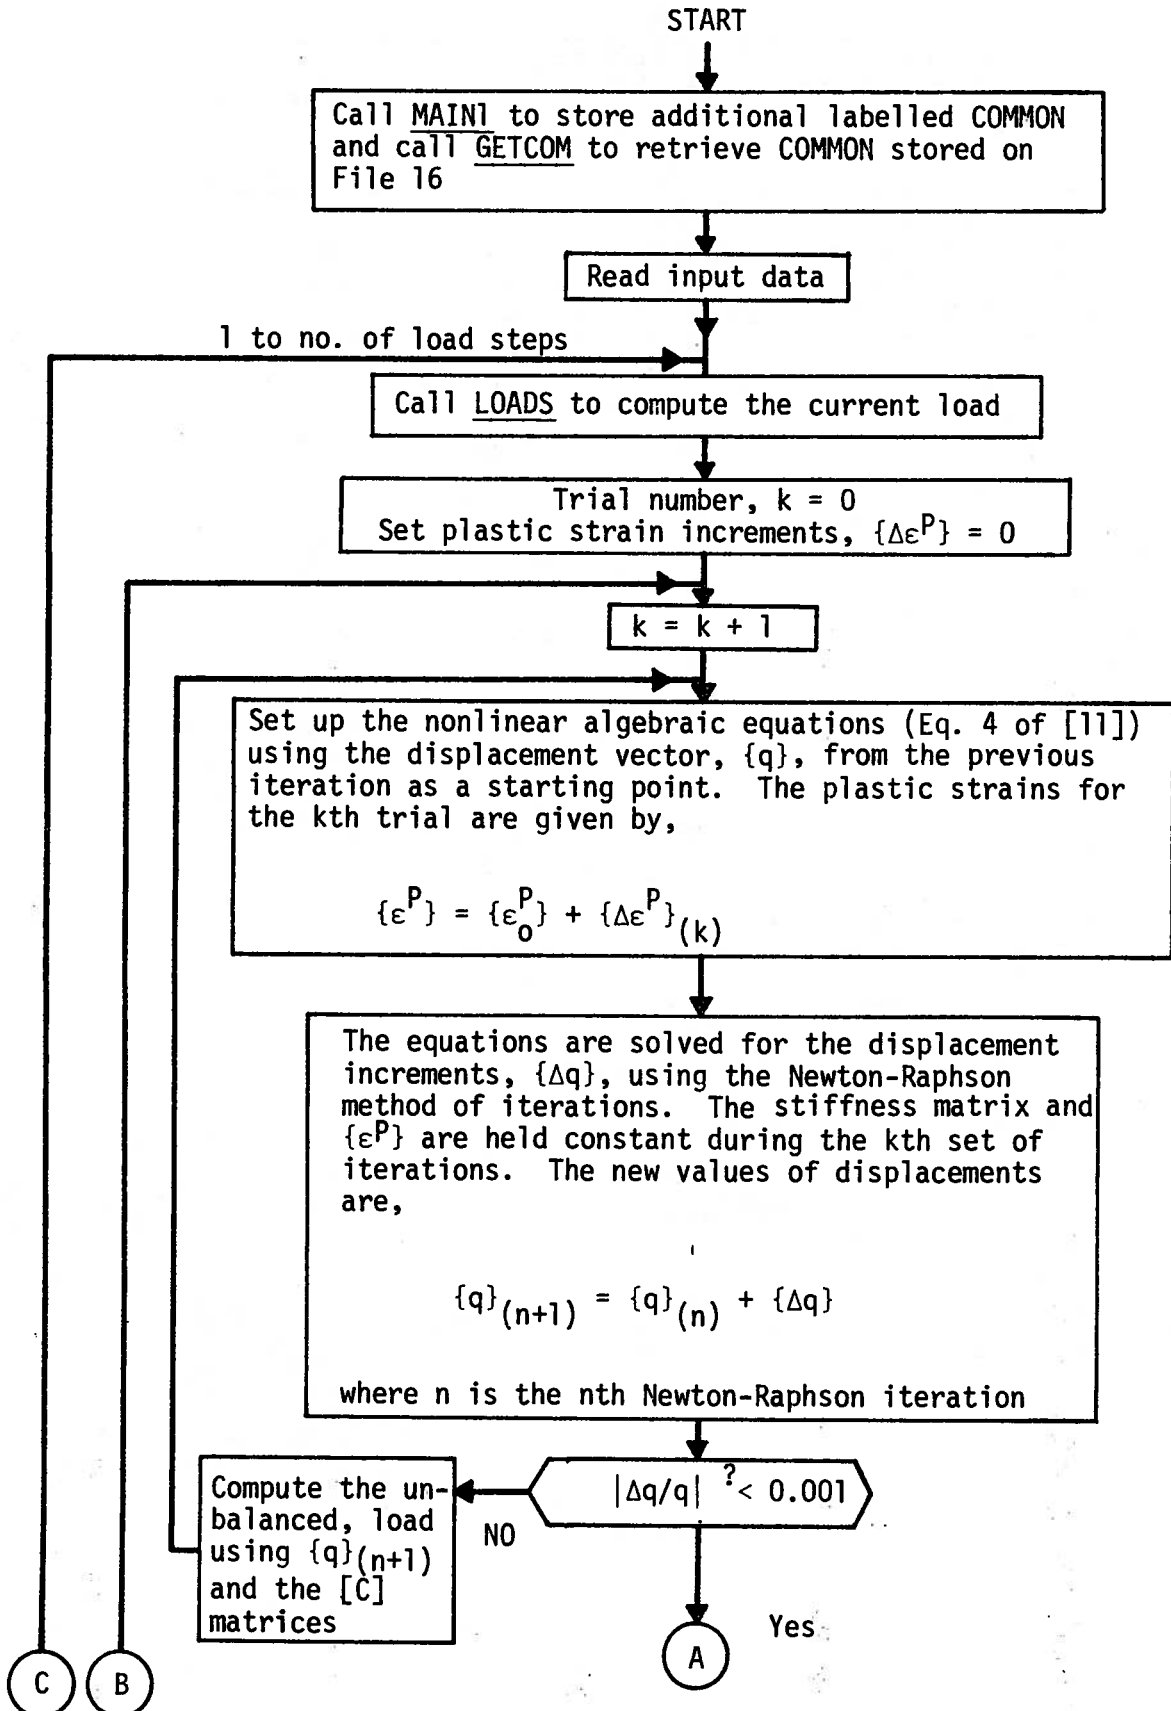 START
Call MAIN1 to store additional labelled COMMON
and call GETCOM to retrieve COMMON stored on
File 16
Read input data
1 to no. of load steps
Call LOADS to compute the current load
Trial number, k = 0
Set plastic strain increments, {Δε^P} = 0
k = k + 1
Set up the nonlinear algebraic equations (Eq. 4 of [11])
using the displacement vector, {q}, from the previous
iteration as a starting point. The plastic strains for
the kth trial are given by,
{ε^P} = {ε_o^P} + {Δε^P}_(k)
The equations are solved for the displacement
increments, {Δq}, using the Newton-Raphson
method of iterations. The stiffness matrix and
{ε^P} are held constant during the kth set of
iterations. The new values of displacements
are,
{q}_(n+1) = {q}_(n) + {Δq}
where n is the nth Newton-Raphson iteration
|Δq/q| ?< 0.001
NO
Compute the un-
balanced, load
using {q}_(n+1)
and the [C]
matrices
Yes
A
C
B